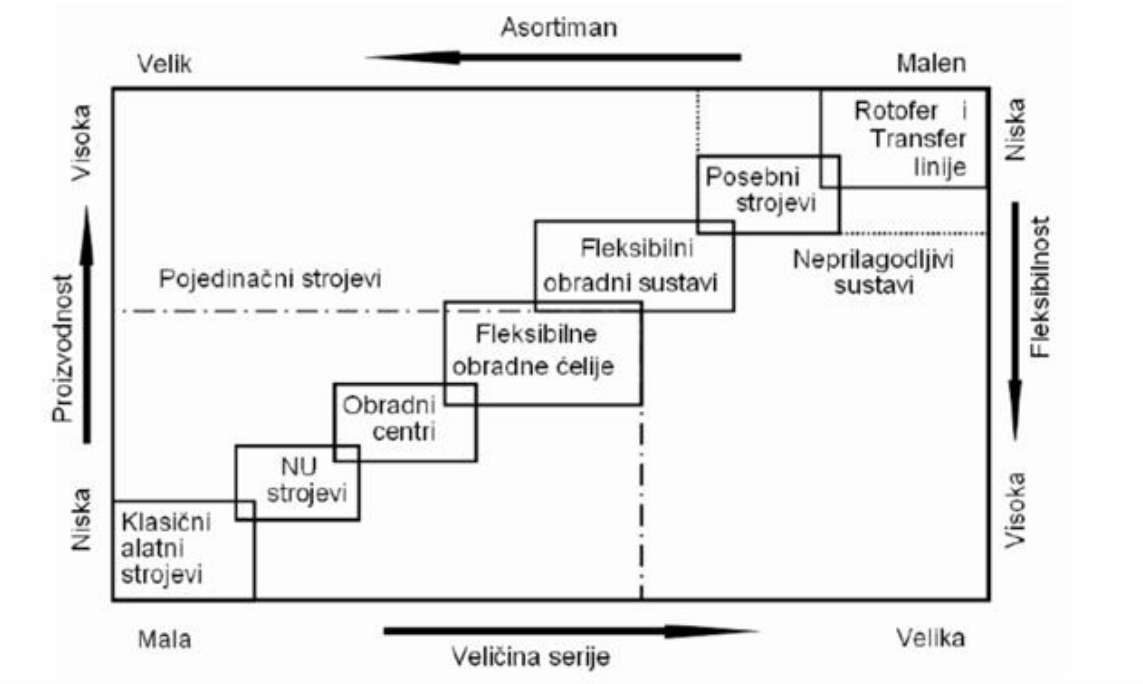 Asortiman
Velik
Malen
Visoka
Proizvodnost
Niska
Niska
Fleksibilnost
Visoka
Rotofer i
Transfer
linije
Posebni
strojevi
Neprilagodljivi
sustavi
Fleksibilni
obradni sustavi
Pojedinačni strojevi
Fleksibilne
obradne ćelije
Obradni
centri
NU
strojevi
Klasični
alatni
strojevi
Mala
Veličina serije
Velika